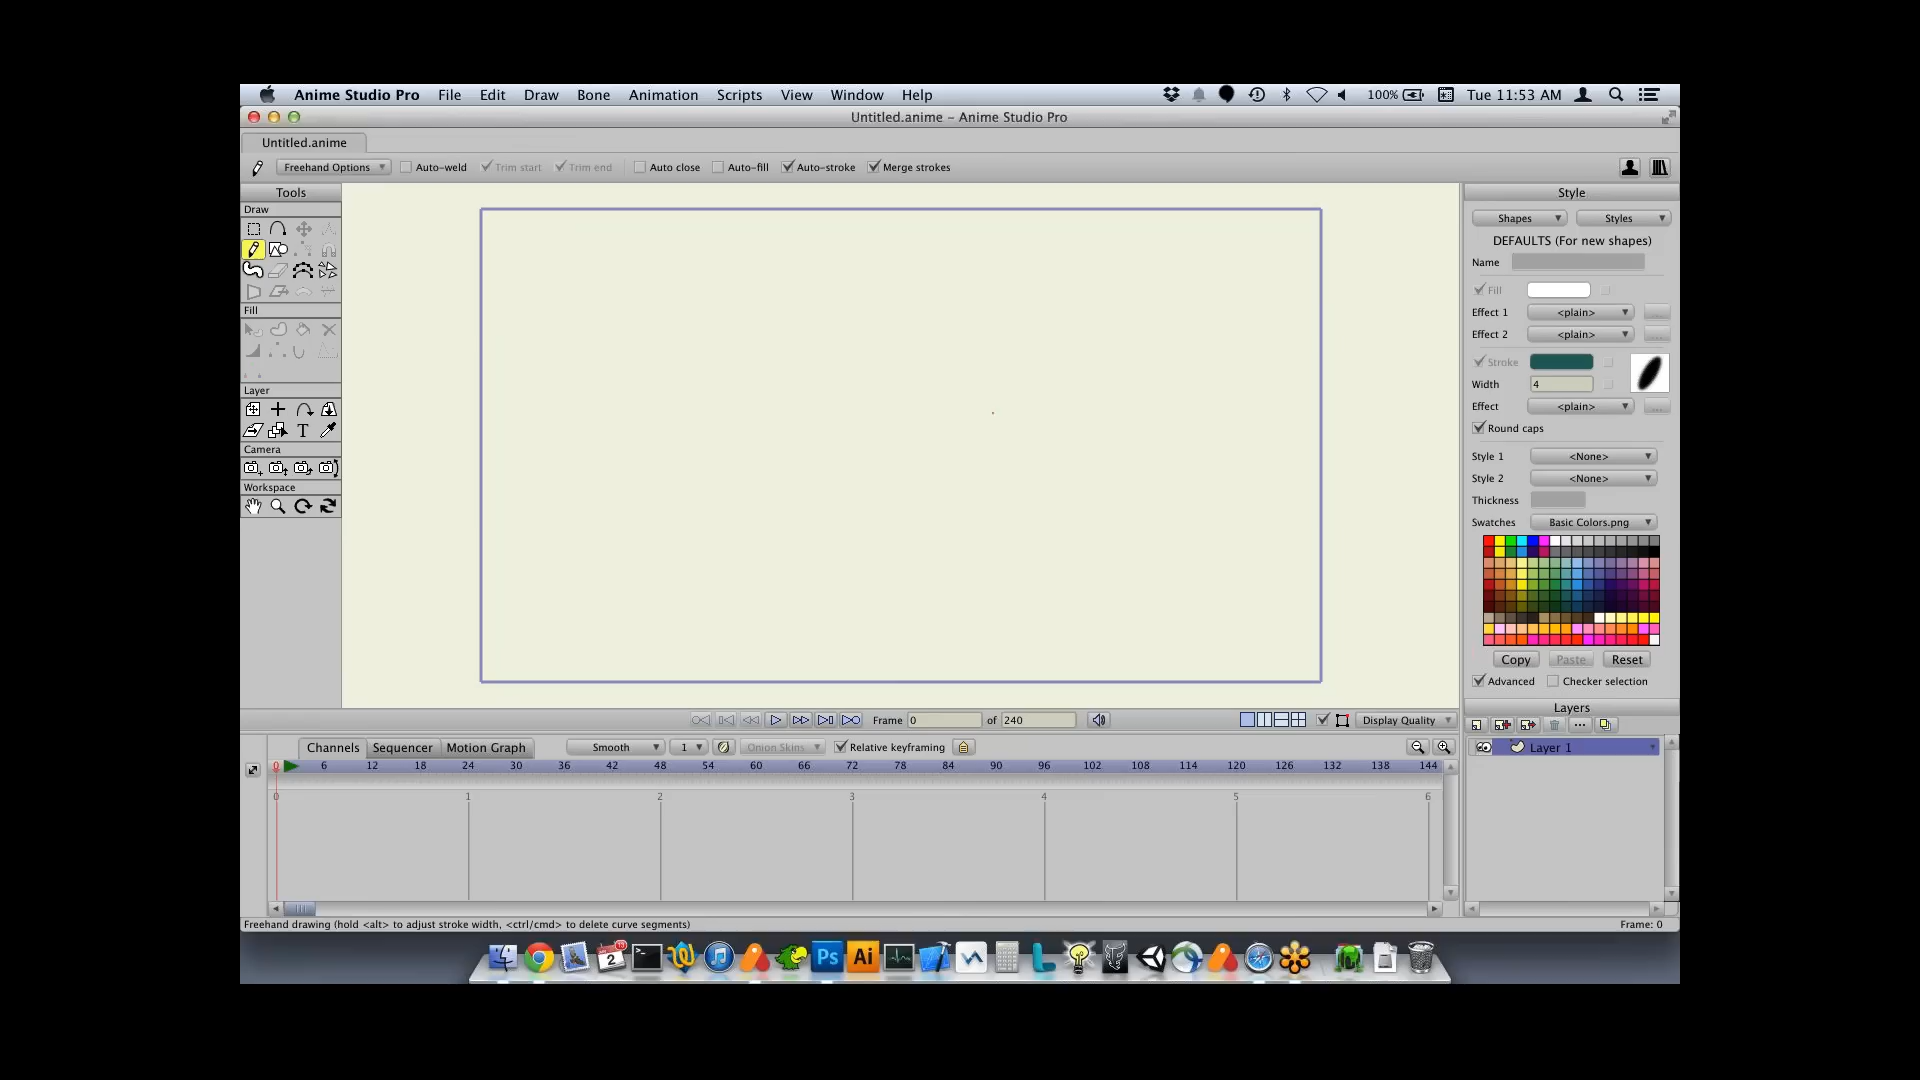 Anime Studio Pro File Edit Draw Bone Animation Scripts View Window Help 100% Tue 11:53 AM
Untitled.anime – Anime Studio Pro
Untitled.anime
Freehand Options Auto-weld Trim start Trim end Auto close Auto-fill Auto-stroke Merge strokes
Tools
Draw
Fill
Layer
T
Camera
Workspace
Style
Shapes Styles
DEFAULTS (For new shapes)
Name
Fill
Effect 1 <plain> ...
Effect 2 <plain> ...
Stroke
Width 4
Effect <plain> ...
Round caps
Style 1 <None>
Style 2 <None>
Thickness
Swatches Basic Colors.png
Copy Paste Reset
Advanced Checker selection
Frame 0 of 240 Display Quality
Layers
Channels Sequencer Motion Graph Smooth 1 Onion Skins Relative keyframing
Layer 1
0 6 12 18 24 30 36 42 48 54 60 66 72 78 84 90 96 102 108 114 120 126 132 138 144
0 1 2 3 4 5 6
Freehand drawing (hold <alt> to adjust stroke width, <ctrl/cmd> to delete curve segments) Frame: 0
2 Ps Ai